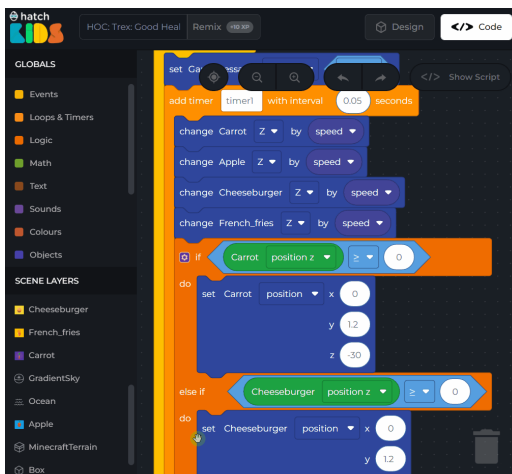 hatch
KIDS
HOC: Trex: Good Heal
Remix +10 XP
Design
</> Code
GLOBALS
Events
Loops & Timers
Logic
Math
Text
Sounds
Colours
Objects
SCENE LAYERS
Cheeseburger
French_fries
Carrot
GradientSky
Ocean
Apple
MinecraftTerrain
Box
set Ga
</> Show Script
add timer timer1 with interval 0.05 seconds
change Carrot Z by speed
change Apple Z by speed
change Cheeseburger Z by speed
change French_fries Z by speed
if Carrot position z ≥ 0
do
set Carrot position x 0
y 1.2
z -30
else if Cheeseburger position z ≥ 0
do
set Cheeseburger position x 0
y 1.2